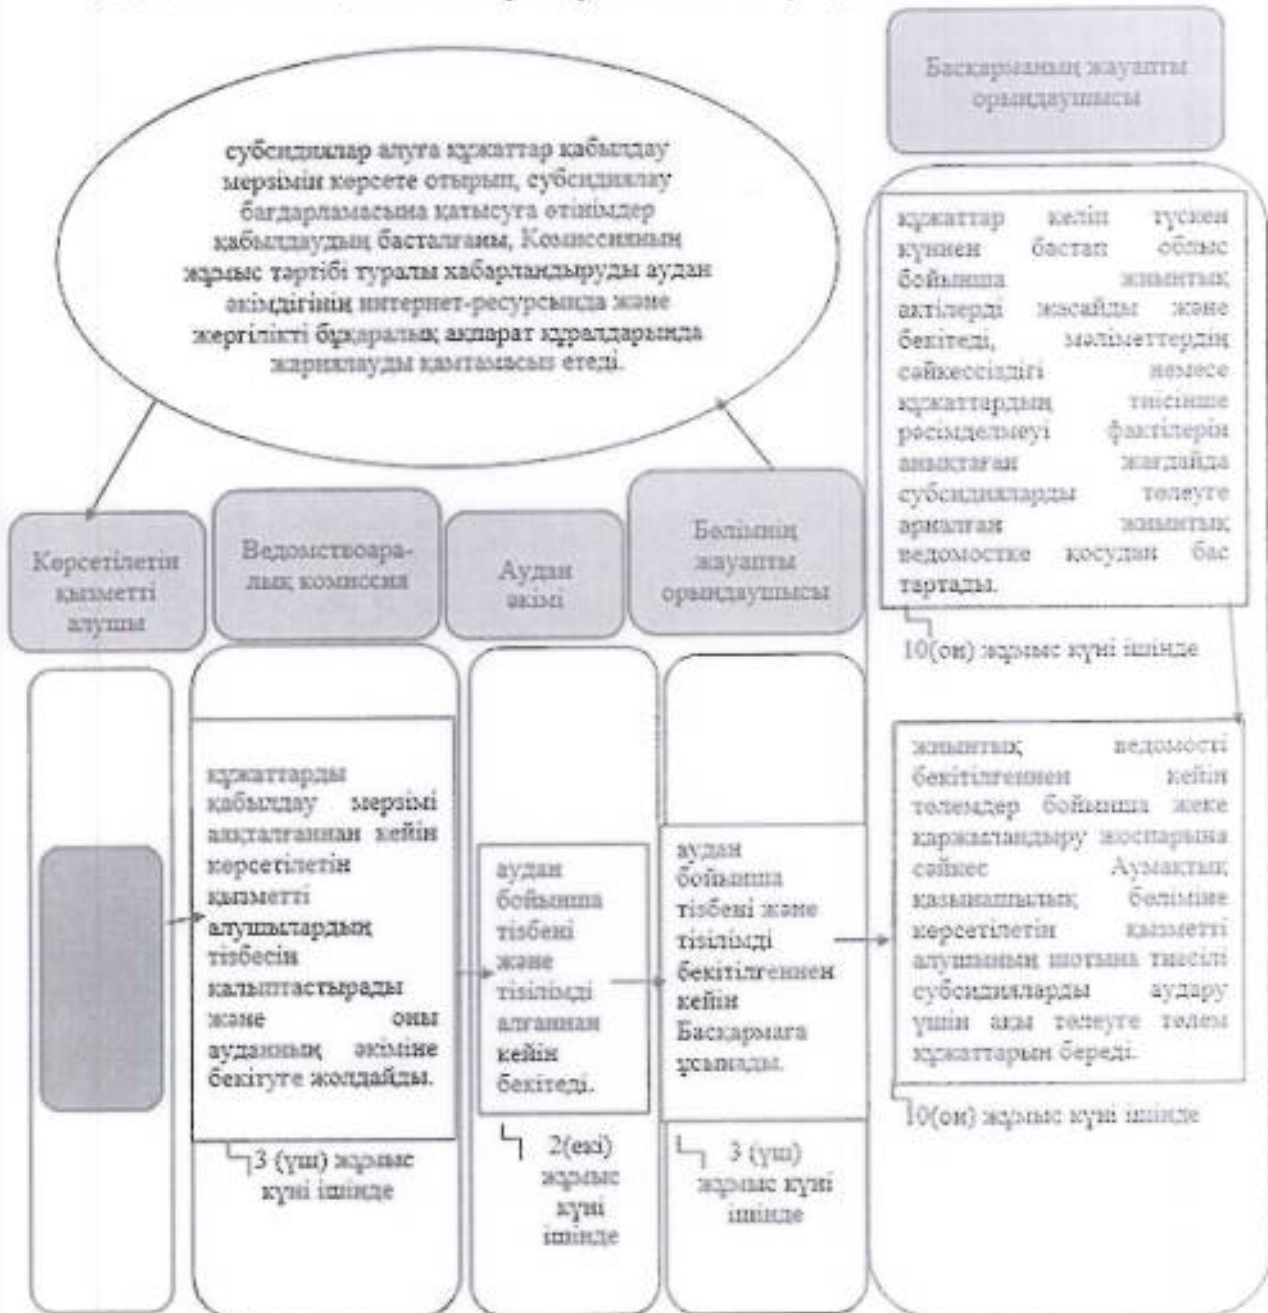 субсидиялар алуға құжаттар қабылдау
мерзімін көрсете отырып, субсидиялау
бағдарламасына қатысуға өтінімдер
қабылдаудың басталғаны, Комиссияның
жұмыс тәртібі туралы хабарландыруды аудан
әкімдігінің интернет-ресурсында және
жергілікті бұқаралық ақпарат құралдарында
жариялауды қамтамасыз етеді.
Көрсетілетін
қызметті
алушы
Ведомствоара-
лық комиссия
Аудан
әкімі
Бөлімнің
жауапты
орындаушысы
Басқарманың жауапты
орындаушысы
құжаттарды
қабылдау мерзімі
аяқталғаннан кейін
көрсетілетін
қызметті
алушылардың
тізбесін
қалыптастырады
және оны
ауданның әкіміне
бекітуге жолдайды.
3 (үш) жұмыс
күні ішінде
аудан
бойынша
тізбені
және
тізілімді
алғаннан
кейін
бекітеді.
2(екі)
жұмыс
күні
ішінде
аудан
бойынша
тізбені және
тізілімді
бекітілгеннен
кейін
Басқармаға
ұсынады.
3 (үш)
жұмыс күні
ішінде
құжаттар келіп түскен
күннен бастап облыс
бойынша жиынтық
актілерді жасайды және
бекітеді, мәліметтердің
сәйкессіздігі немесе
құжаттардың тиісінше
рәсімделмеуі фактілерін
анықтаған жағдайда
субсидияларды төлеуге
арналған жиынтық
ведомостке қосудан бас
тартады.
10(он) жұмыс күні ішінде
жиынтық ведомості
бекітілгеннен кейін
төлемдер бойынша жеке
қаржыландыру жоспарына
сәйкес Аумақтық
қазынашылық бөліміне
көрсетілетін қызметті
алушының шотына тиесілі
субсидияларды аудару
үшін ақы төлеуге төлем
құжаттарын береді.
10(он) жұмыс күні ішінде